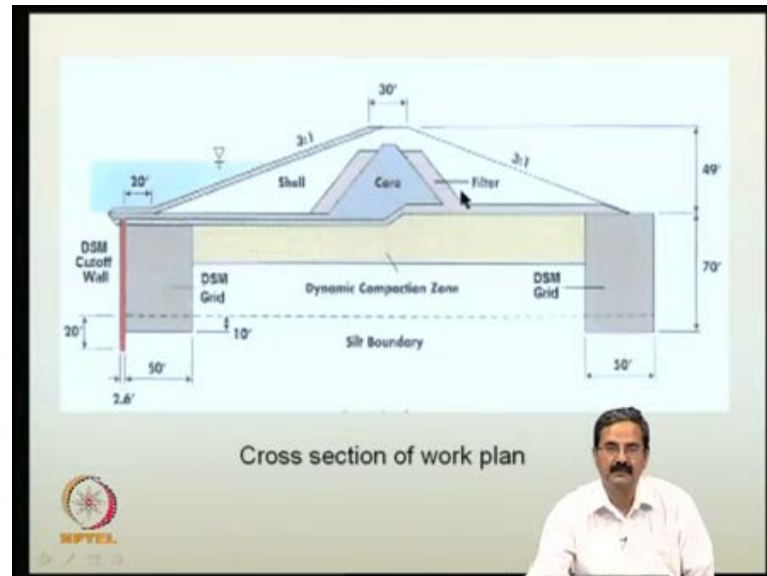 30'
3:1
3:1
20'
Shell
Core
Filter
49'
DSM
Cutoff
Wall
DSM
Grid
Dynamic Compaction Zone
DSM
Grid
70'
20'
10'
Silt Boundary
50'
50'
2.6'
Cross section of work plan
NPTEL